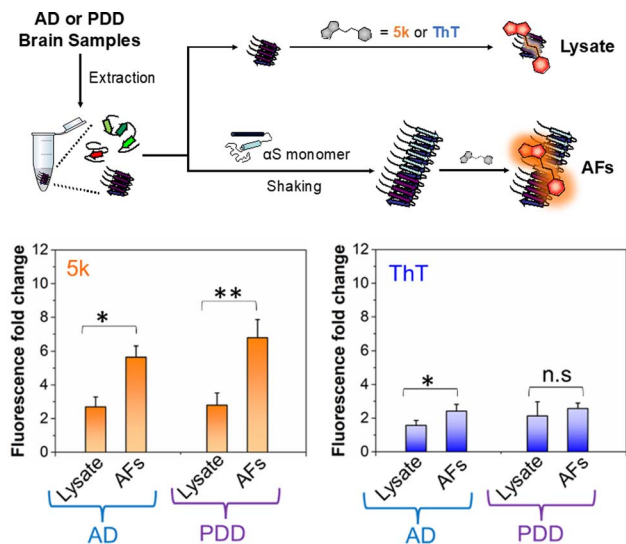 AD or PDD
Brain Samples
Extraction
= 5k or ThT
Lysate
αS monomer
Shaking
AFs
Fluorescence fold change
12
10
8
6
4
2
0
5k
*
**
Lysate
AFs
Lysate
AFs
AD
PDD
Fluorescence fold change
12
10
8
6
4
2
0
ThT
*
n.s
Lysate
AFs
Lysate
AFs
AD
PDD